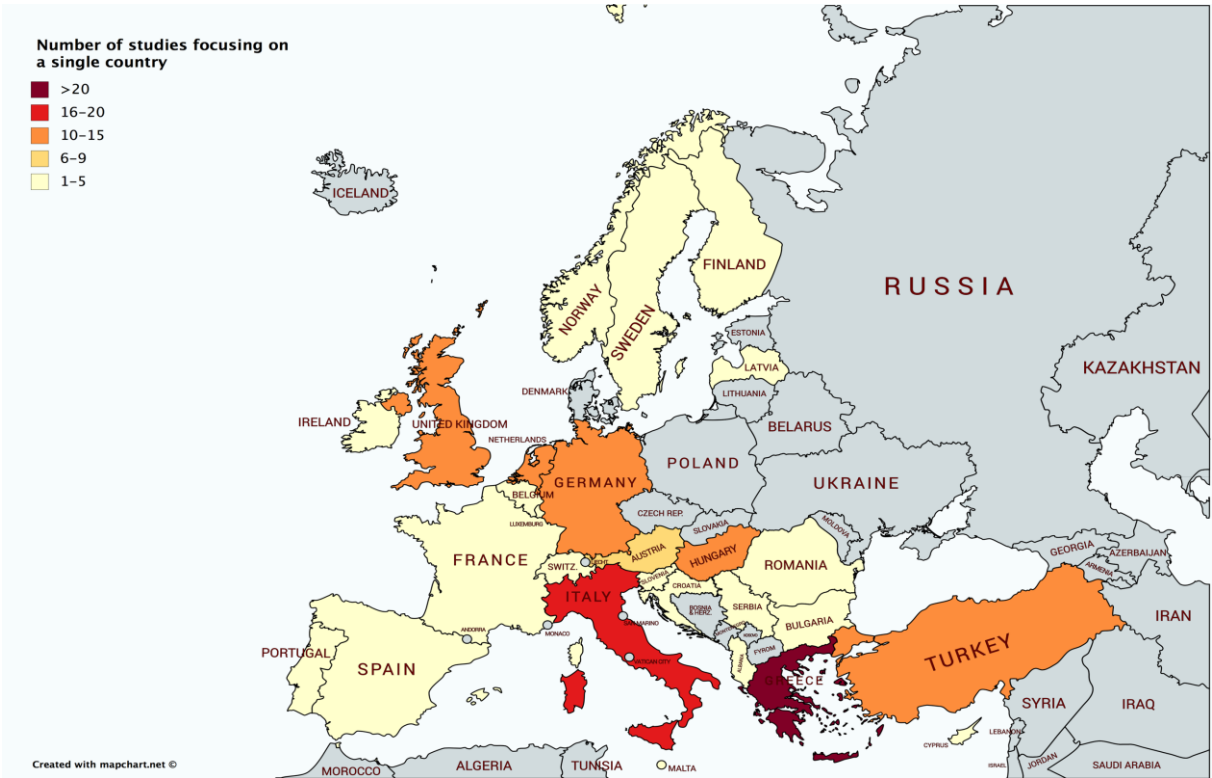 Number of studies focusing on
a single country
>20
16-20
10-15
6-9
1-5
ICELAND
RUSSIA
FINLAND
NORWAY
SWEDEN
ESTONIA
LATVIA
LITHUANIA
KAZAKHSTAN
DENMARK
IRELAND
UNITED KINGDOM
BELARUS
NETHERLANDS
POLAND
GERMANY
UKRAINE
BELGIUM
CZECH REP.
LUXEMBURG
SLOVAKIA
MOLDOVA
AUSTRIA
HUNGARY
FRANCE
SWITZ.
LIECHT.
ROMANIA
GEORGIA
AZERBAIJAN
ARMENIA
SLOVENIA
CROATIA
ITALY
BOSNIA
& HERZ.
SERBIA
SAN MARINO
BULGARIA
IRAN
MONACO
ANDORRA
MONTENEGRO
KOSOVO
FYROM
PORTUGAL
SPAIN
VATICAN CITY
ALBANIA
GREECE
TURKEY
SYRIA
IRAQ
CYPRUS
LEBANON
ISRAEL
JORDAN
SAUDI ARABIA
MALTA
Created with mapchart.net ©
MOROCCO
ALGERIA
TUNISIA